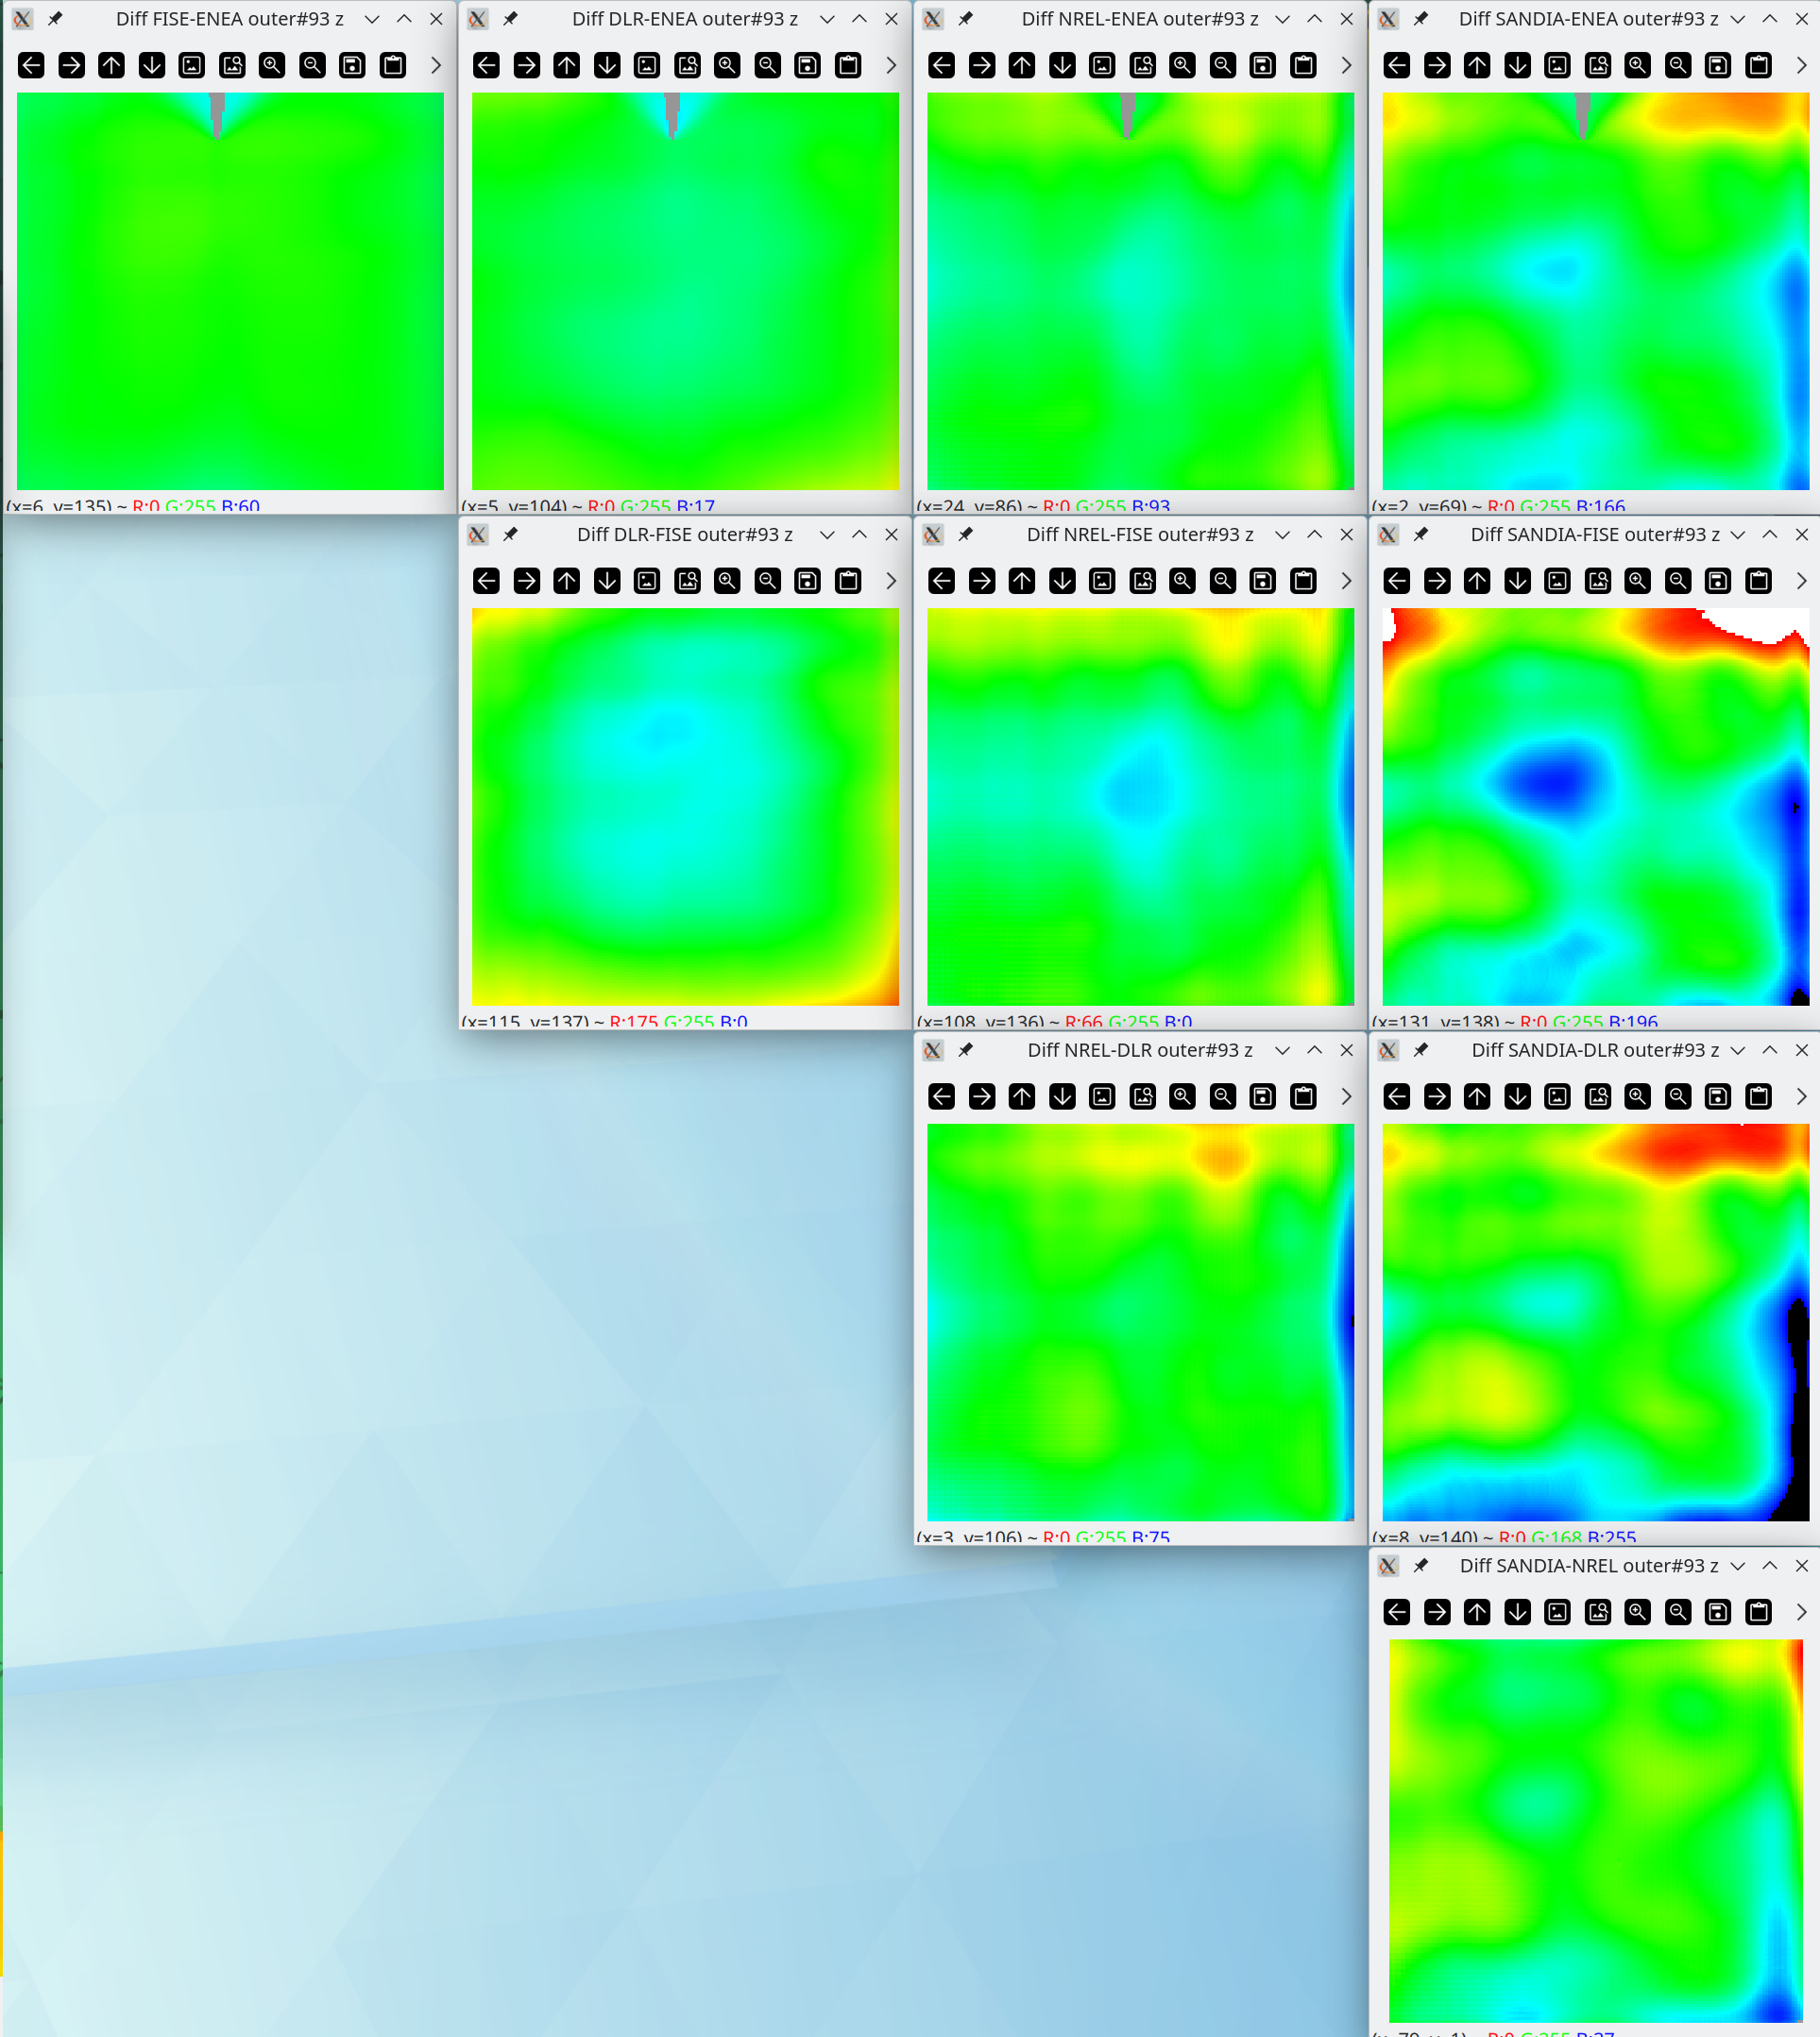 Diff FISE-ENEA outer#93 z
Diff DLR-ENEA outer#93 z
Diff NREL-ENEA outer#93 z
Diff SANDIA-ENEA outer#93 z
(x=6, y=135) ~ R:0 G:255 B:60
(x=5, y=104) ~ R:0 G:255 B:17
(x=24, y=86) ~ R:0 G:255 B:93
(x=2, y=69) ~ R:0 G:255 B:166
Diff DLR-FISE outer#93 z
Diff NREL-FISE outer#93 z
Diff SANDIA-FISE outer#93 z
(x=115, y=137) ~ R:175 G:255 B:0
(x=108, y=136) ~ R:66 G:255 B:0
(x=131, y=138) ~ R:0 G:255 B:196
Diff NREL-DLR outer#93 z
Diff SANDIA-DLR outer#93 z
(x=3, y=106) ~ R:0 G:255 B:75
(x=8, y=140) ~ R:0 G:168 B:255
Diff SANDIA-NREL outer#93 z